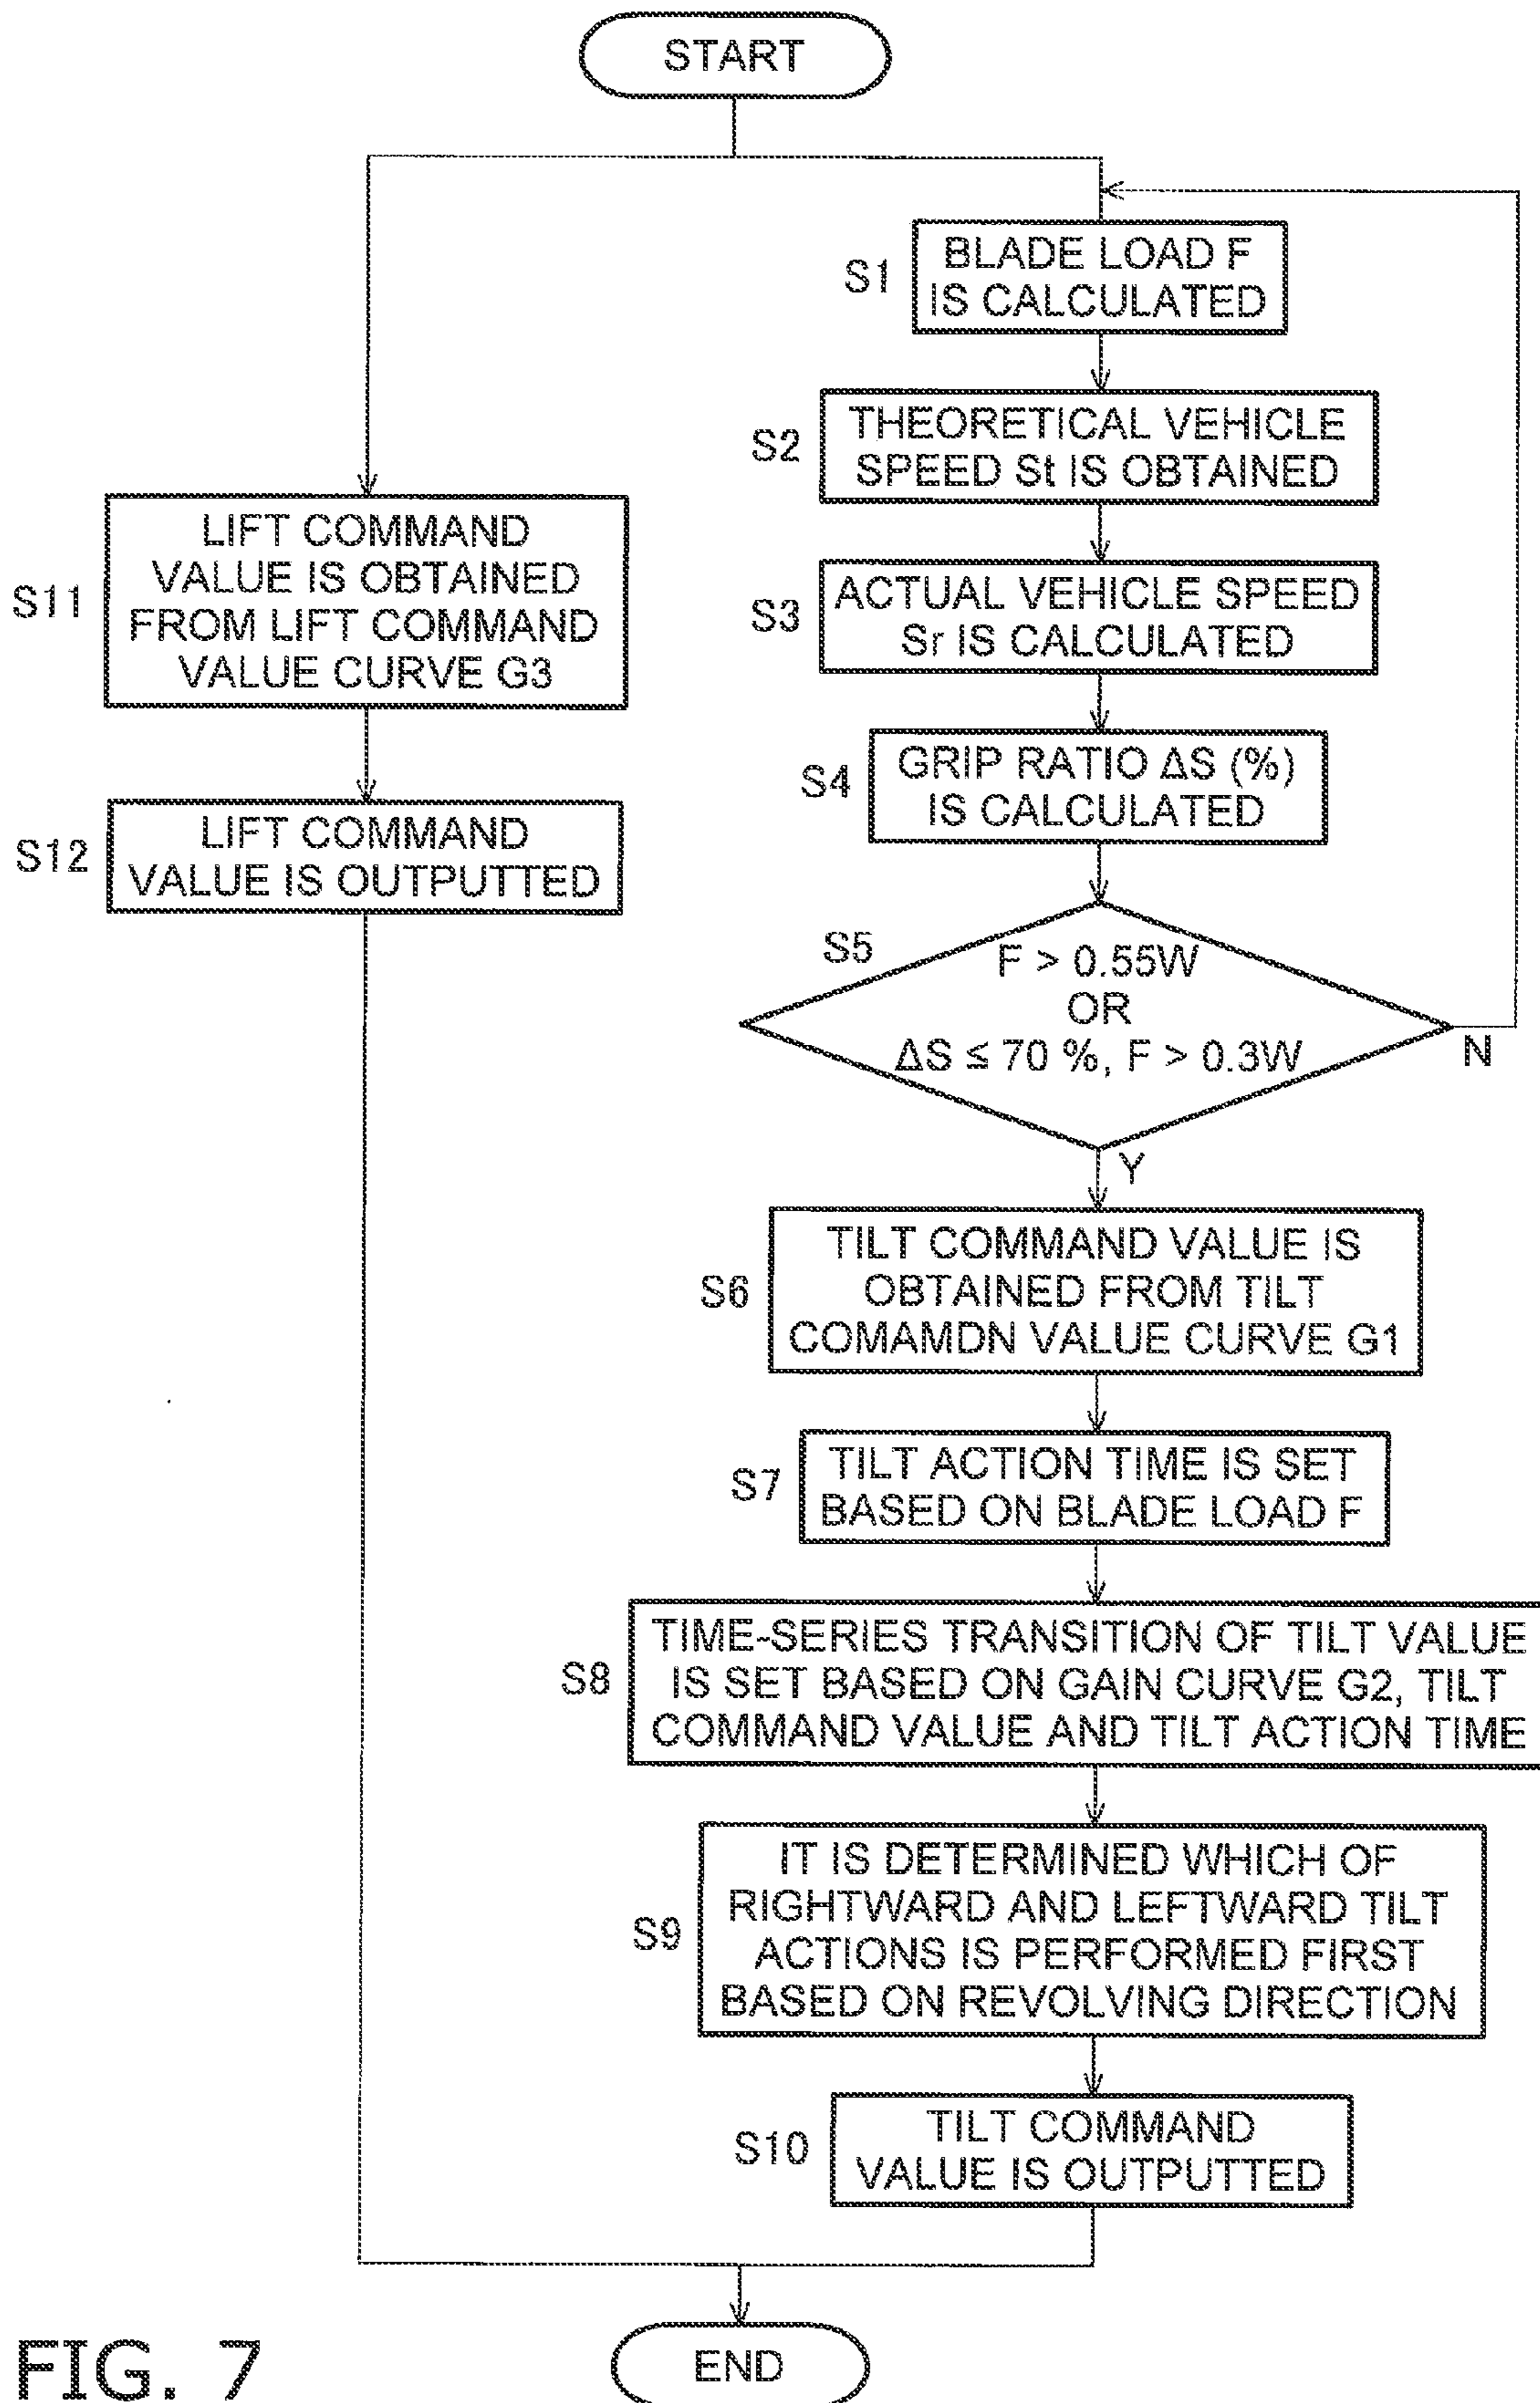 START
S1
BLADE LOAD F
IS CALCULATED
S2
THEORETICAL VEHICLE
SPEED St IS OBTAINED
S3
ACTUAL VEHICLE SPEED
Sr IS CALCULATED
S4
GRIP RATIO ΔS (%)
IS CALCULATED
S5
F > 0.55W
OR
ΔS ≤ 70 %, F > 0.3W
N
Y
S6
TILT COMMAND VALUE IS
OBTAINED FROM TILT
COMAMDN VALUE CURVE G1
S7
TILT ACTION TIME IS SET
BASED ON BLADE LOAD F
S8
TIME-SERIES TRANSITION OF TILT VALUE
IS SET BASED ON GAIN CURVE G2, TILT
COMMAND VALUE AND TILT ACTION TIME
S9
IT IS DETERMINED WHICH OF
RIGHTWARD AND LEFTWARD TILT
ACTIONS IS PERFORMED FIRST
BASED ON REVOLVING DIRECTION
S10
TILT COMMAND
VALUE IS OUTPUTTED
S11
LIFT COMMAND
VALUE IS OBTAINED
FROM LIFT COMMAND
VALUE CURVE G3
S12
LIFT COMMAND
VALUE IS OUTPUTTED
END
FIG. 7